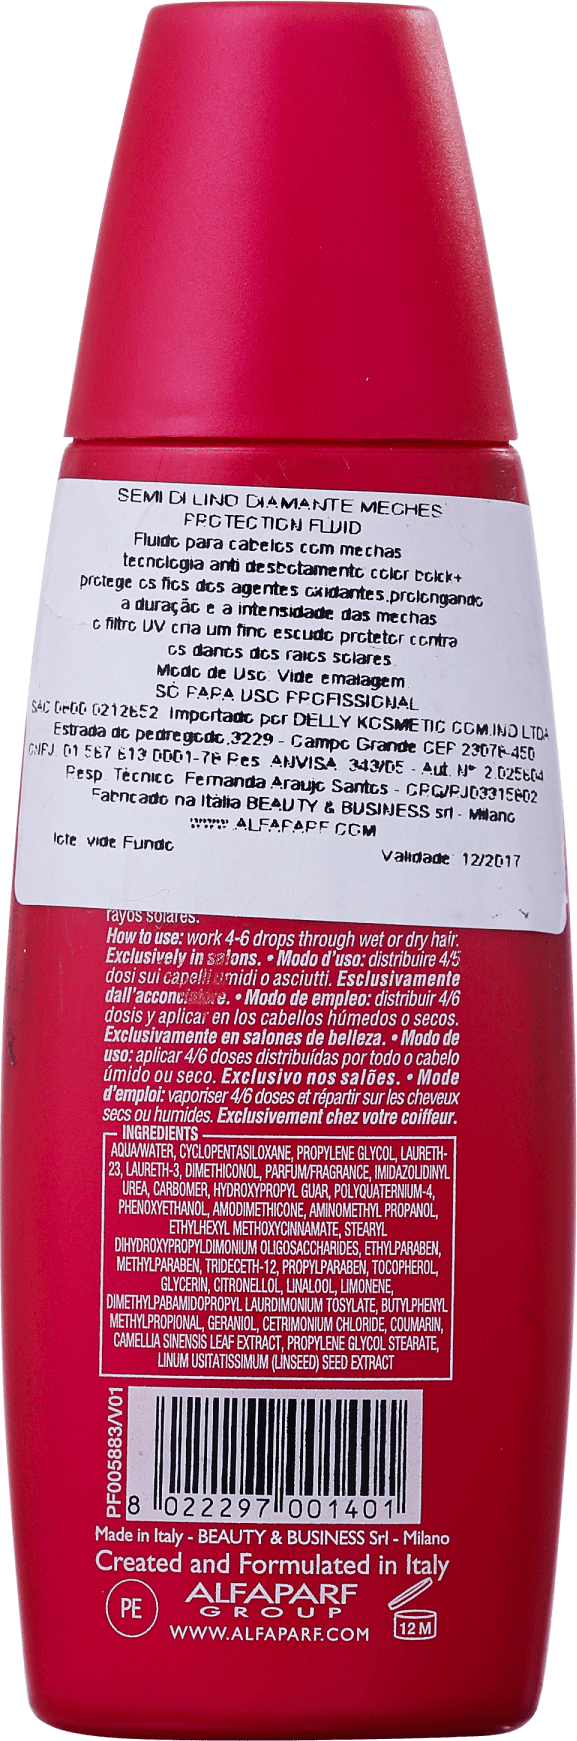 SEMI DI LINO DIAMANTE MECHES
PROTECTION FLUID
Fluido para cabelos com mechas
tecnologia anti desbotamento color block+
protege os fios dos agentes oxidantes,prolongando
a duração e a intensidade das mechas
o filtro UV cria um fino escudo protetor contra
os danos dos raios solares.
Modo de Uso: Vide emalagem
SÓ PARA USO PROFISSIONAL
SAC 0800 0212652 Importado por DELLY KOSMETIC COM.IND LTDA
Estrada do pedregodo,3229 - Campo Grande CEP 23078-450
CNPJ. 01 567 613 0001-78 Res. ANVISA. 343/05 - Aut. Nº 2.02560-1
Resp. Técnico Fernanda Araujo Santos - CRQ/RJ03315802
Fabricado na Itália BEAUTY & BUSINESS srl - Milano
www.ALFAPARF.COM
lote: vide Fundo
Validade: 12/2017
rayos solares.
How to use: work 4-6 drops through wet or dry hair.
Exclusively in salons. • Modo d'uso: distribuire 4/5
dosi sui capelli umidi o asciutti. Esclusivamente
dall'acconciatore. • Modo de empleo: distribuir 4/6
dosis y aplicar en los cabellos húmedos o secos.
Exclusivamente en salones de belleza. • Modo de
uso: aplicar 4/6 doses distribuídas por todo o cabelo
úmido ou seco. Exclusivo nos salões. • Mode
d'emploi: vaporiser 4/6 doses et répartir sur les cheveux
secs ou humides. Exclusivement chez votre coiffeur.
INGREDIENTS
AQUA/WATER, CYCLOPENTASILOXANE, PROPYLENE GLYCOL, LAURETH-
23, LAURETH-3, DIMETHICONOL, PARFUM/FRAGRANCE, IMIDAZOLIDINYL
UREA, CARBOMER, HYDROXYPROPYL GUAR, POLYQUATERNIUM-4,
PHENOXYETHANOL, AMODIMETHICONE, AMINOMETHYL PROPANOL,
ETHYLHEXYL METHOXYCINNAMATE, STEARYL
DIHYDROXYPROPYLDIMONIUM OLIGOSACCHARIDES, ETHYLPARABEN,
METHYLPARABEN, TRIDECETH-12, PROPYLPARABEN, TOCOPHEROL,
GLYCERIN, CITRONELLOL, LINALOOL, LIMONENE,
DIMETHYLPABAMIDOPROPYL LAURDIMONIUM TOSYLATE, BUTYLPHENYL
METHYLPROPIONAL, GERANIOL, CETRIMONIUM CHLORIDE, COUMARIN,
CAMELLIA SINENSIS LEAF EXTRACT, PROPYLENE GLYCOL STEARATE,
LINUM USITATISSIMUM (LINSEED) SEED EXTRACT
PF005883/V01
8 022297 001401
Made in Italy - BEAUTY & BUSINESS Srl - Milano
Created and Formulated in Italy
PE
ALFAPARF
GROUP
WWW.ALFAPARF.COM
12M